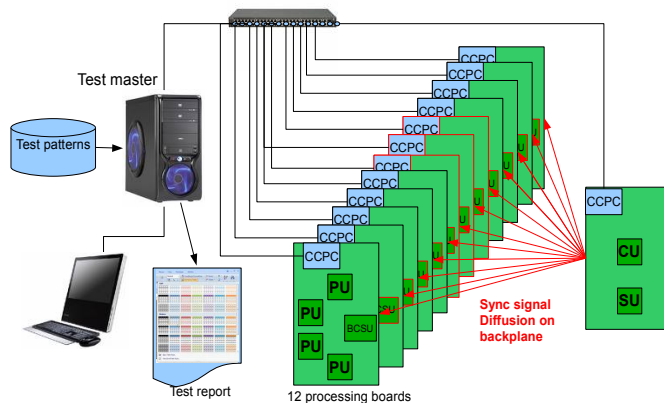 Test master
Test patterns
CCPC
CCPC
CCPC
CCPC
CCPC
CCPC
CCPC
CCPC
CCPC
CCPC
CCPC
U
U
U
U
U
U
U
U
U
U
CSU
PU
PU
BCSU
PU
PU
CCPC
CU
SU
Sync signal
Diffusion on
backplane
Test report
12 processing boards